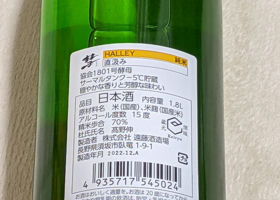 彗 HALLEY 純米
直汲み
協会1801号酵母
サーマルタンク−5℃貯蔵
穏やかな香りと芳醇な味わい
品目 日本酒 内容量 1.8L
原材料名 米(国産)、米麹(国産米)
アルコール度数 15度
精米歩合 70%
杜氏氏名 高野伸
製造者 株式会社 遠藤酒造場
長野県須坂市臥竜1-9-1
製造年月 2022.12.A
4 935717 545024